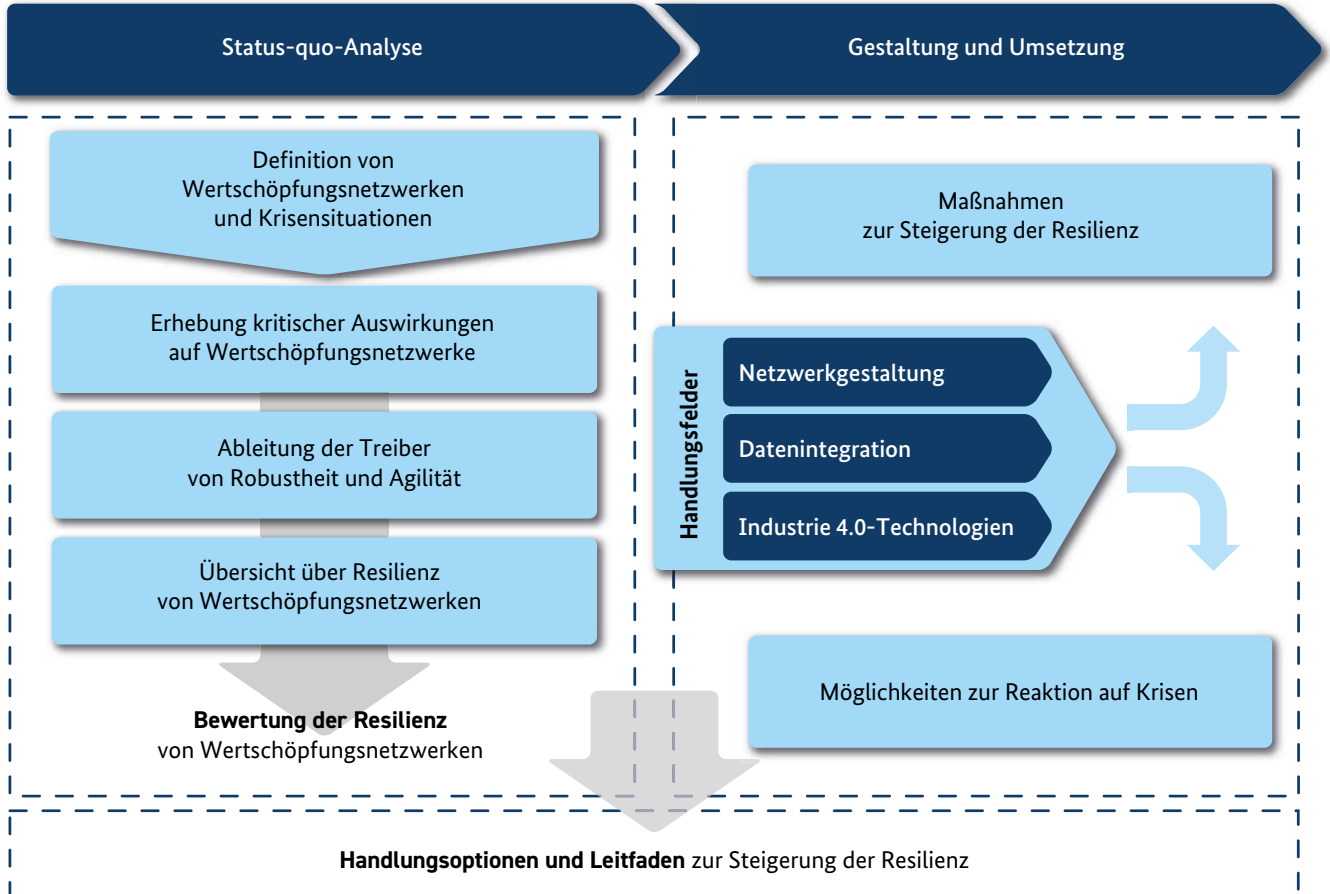 Status-quo-Analyse
Gestaltung und Umsetzung
Definition von
Wertschöpfungsnetzwerken
und Krisensituationen
Erhebung kritischer Auswirkungen
auf Wertschöpfungsnetzwerke
Ableitung der Treiber
von Robustheit und Agilität
Übersicht über Resilienz
von Wertschöpfungsnetzwerken
Bewertung der Resilienz
von Wertschöpfungsnetzwerken
Maßnahmen
zur Steigerung der Resilienz
Handlungsfelder
Netzwerkgestaltung
Datenintegration
Industrie 4.0-Technologien
Möglichkeiten zur Reaktion auf Krisen
Handlungsoptionen und Leitfaden zur Steigerung der Resilienz